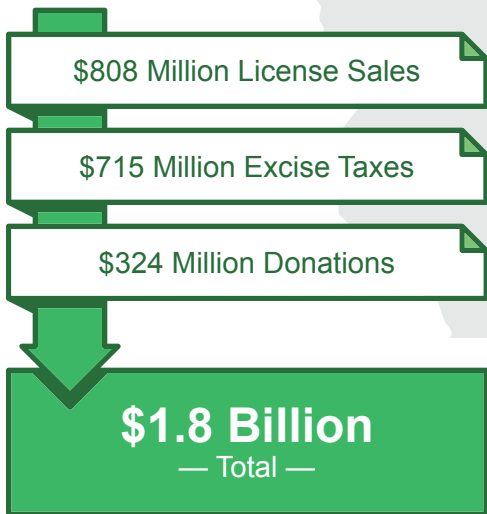 $808 Million License Sales
$715 Million Excise Taxes
$324 Million Donations
$1.8 Billion
— Total —